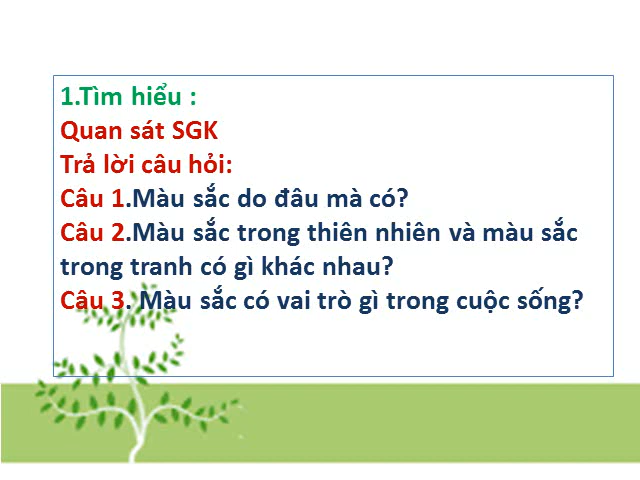 1.Tìm hiểu :
Quan sát SGK
Trả lời câu hỏi:
Câu 1.Màu sắc do đâu mà có?
Câu 2.Màu sắc trong thiên nhiên và màu sắc
trong tranh có gì khác nhau?
Câu 3. Màu sắc có vai trò gì trong cuộc sống?